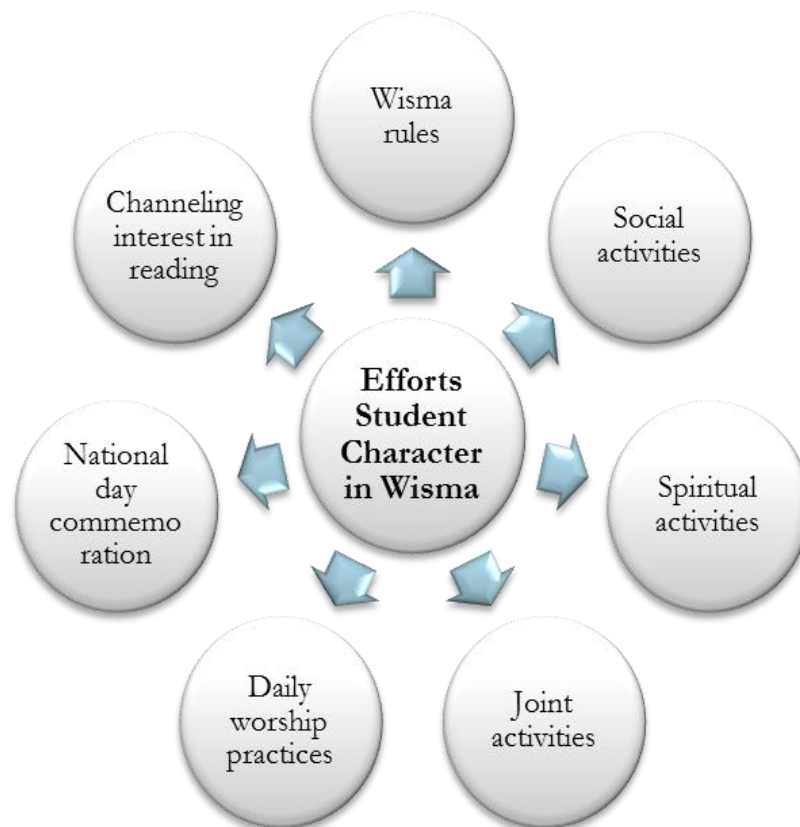 Wisma
rules
Social
activities
Spiritual
activities
Joint
activities
Daily
worship
practices
National
day
commemo
ration
Channeling
interest in
reading
Efforts
Student
Character
in Wisma